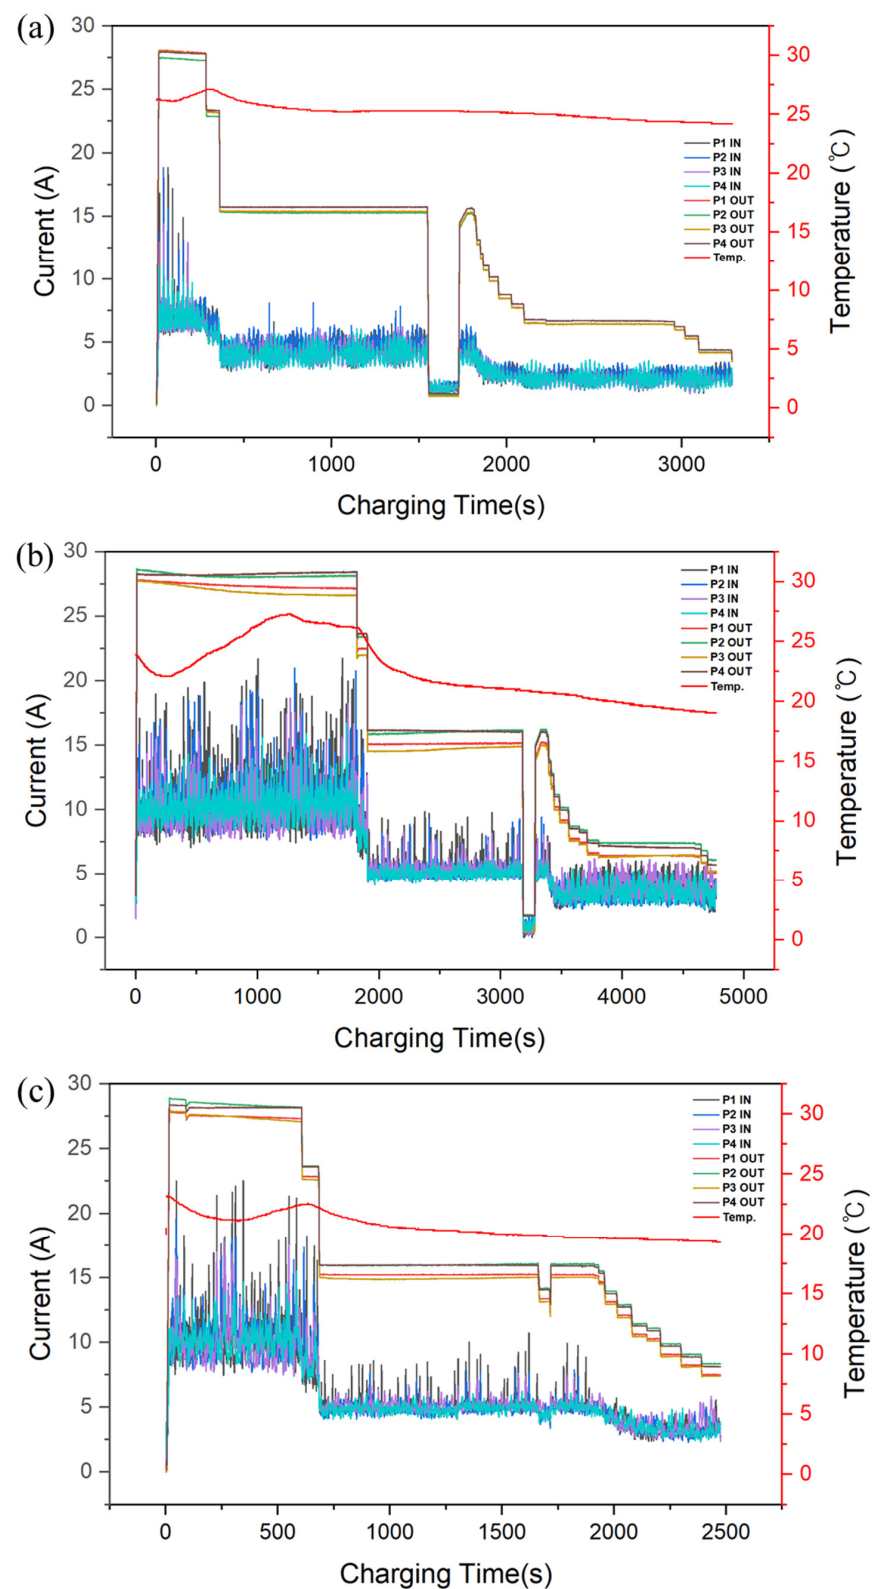 (a)
30
25
20
15
10
5
0
Current (A)
0
1000
2000
3000
Charging Time(s)
30
25
20
15
10
5
0
Temperature (℃)
P1 IN
P2 IN
P3 IN
P4 IN
P1 OUT
P2 OUT
P3 OUT
P4 OUT
Temp.
(b)
30
25
20
15
10
5
0
Current (A)
0
1000
2000
3000
4000
5000
Charging Time(s)
30
25
20
15
10
5
0
Temperature (℃)
P1 IN
P2 IN
P3 IN
P4 IN
P1 OUT
P2 OUT
P3 OUT
P4 OUT
Temp.
(c)
30
25
20
15
10
5
0
Current (A)
0
500
1000
1500
2000
2500
Charging Time(s)
30
25
20
15
10
5
0
Temperature (℃)
P1 IN
P2 IN
P3 IN
P4 IN
P1 OUT
P2 OUT
P3 OUT
P4 OUT
Temp.